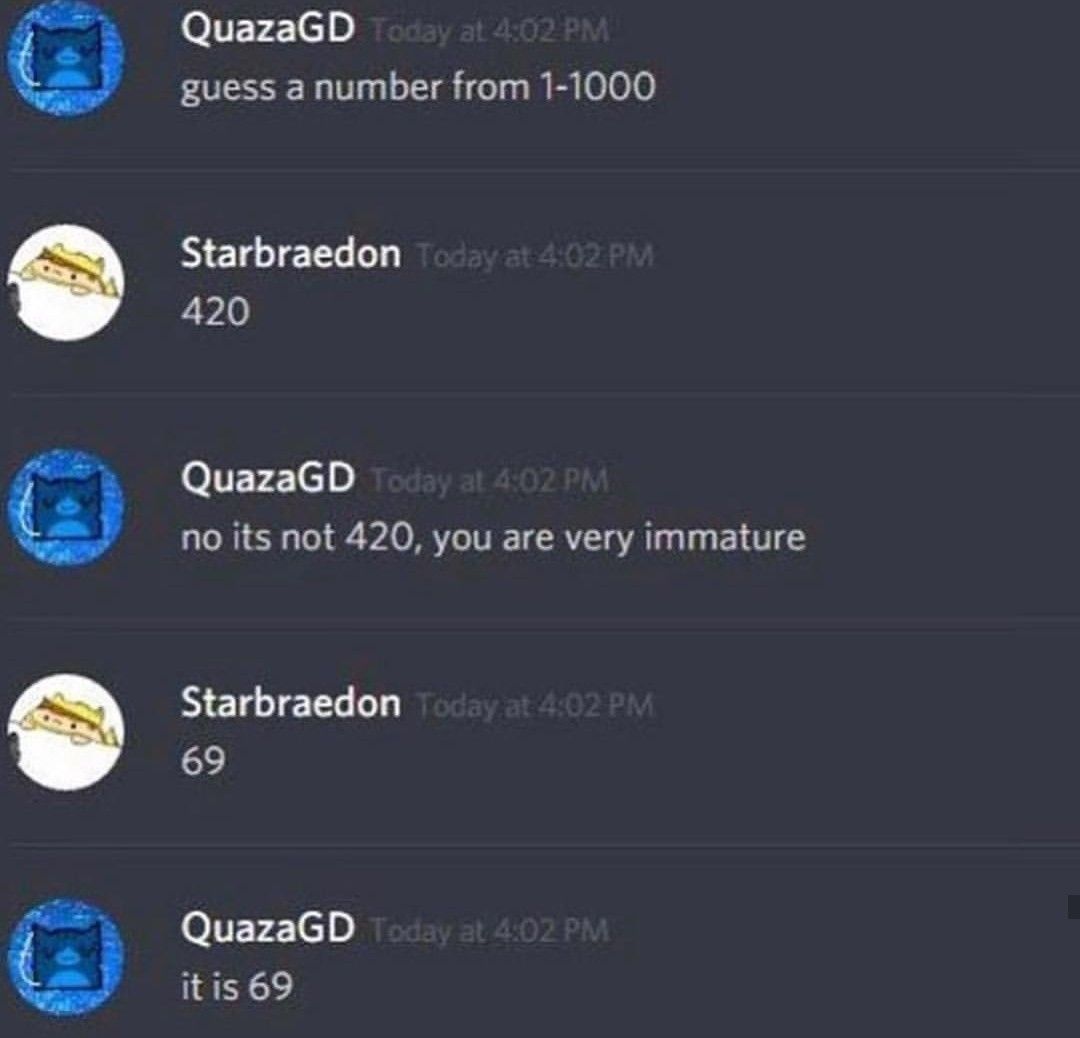 QuazaGD Today at 4:02 PM
guess a number from 1-1000
Starbraedon Today at 4:02 PM
420
QuazaGD Today at 4:02 PM
no its not 420, you are very immature
Starbraedon Today at 4:02 PM
69
QuazaGD Today at 4:02 PM
it is 69